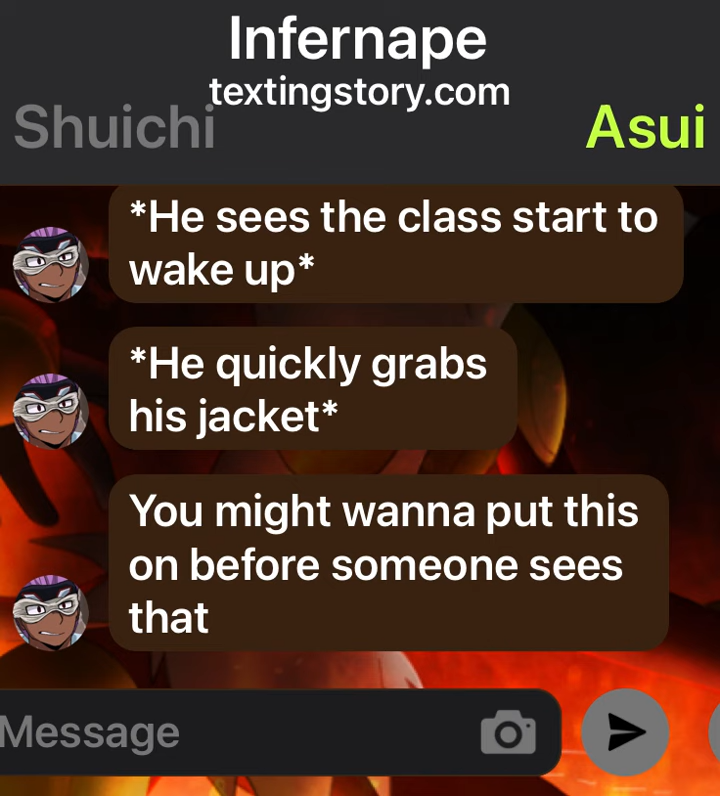 Infernape
textingstory.com
Shuichi
Asui
*He sees the class start to
wake up*
*He quickly grabs
his jacket*
You might wanna put this
on before someone sees
that
Message